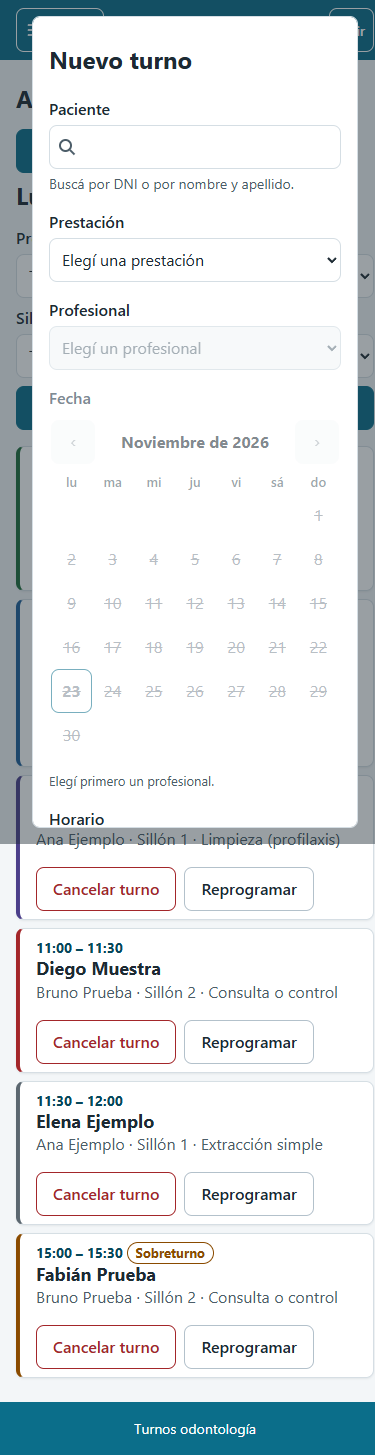 Nuevo turno
Paciente
Buscá por DNI o por nombre y apellido.
Prestación
Elegí una prestación
Profesional
Elegí un profesional
Fecha
‹ Noviembre de 2026 ›
lu ma mi ju vi sá do
1
2 3 4 5 6 7 8
9 10 11 12 13 14 15
16 17 18 19 20 21 22
23 24 25 26 27 28 29
30
Elegí primero un profesional.
Horario
Ana Ejemplo · Sillón 1 · Limpieza (profilaxis)
Cancelar turno Reprogramar
11:00 – 11:30
Diego Muestra
Bruno Prueba · Sillón 2 · Consulta o control
Cancelar turno Reprogramar
11:30 – 12:00
Elena Ejemplo
Ana Ejemplo · Sillón 1 · Extracción simple
Cancelar turno Reprogramar
15:00 – 15:30 Sobreturno
Fabián Prueba
Bruno Prueba · Sillón 2 · Consulta o control
Cancelar turno Reprogramar
Turnos odontología